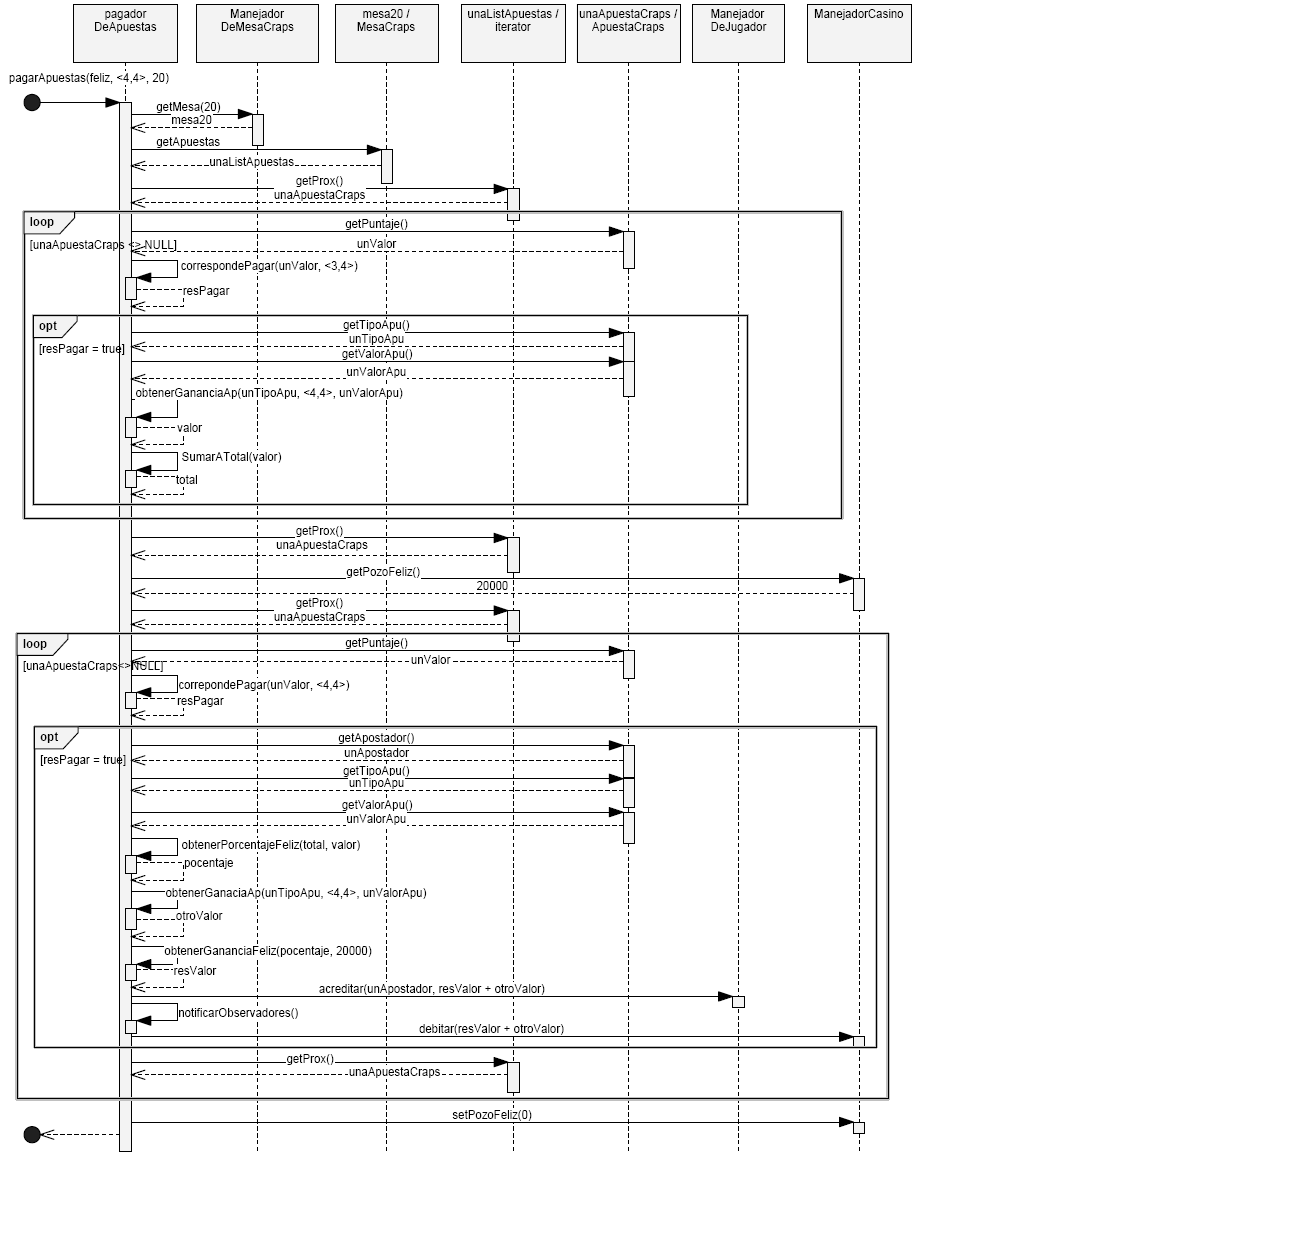 pagador
DeApuestas
Manejador
DeMesaCraps
mesa20 /
MesaCraps
unaListApuestas /
iterator
unaApuestaCraps /
ApuestaCraps
Manejador
DeJugador
ManejadorCasino
pagarApuestas(feliz, <4,4>, 20)
getMesa(20)
mesa20
getApuestas
unaListApuestas
getProx()
unaApuestaCraps
loop
getPuntaje()
[unaApuestaCraps <> NULL]
unValor
correspondePagar(unValor, <3,4>)
resPagar
opt
getTipoApu()
unTipoApu
[resPagar = true]
getValorApu()
unValorApu
obtenerGananciaAp(unTipoApu, <4,4>, unValorApu)
valor
SumarATotal(valor)
total
getProx()
unaApuestaCraps
getPozoFeliz()
20000
getProx()
unaApuestaCraps
loop
getPuntaje()
unValor
[unaApuestaCraps<>NULL]
correpondePagar(unValor, <4,4>)
resPagar
opt
getApostador()
unApostador
[resPagar = true]
getTipoApu()
unTipoApu
getValorApu()
unValorApu
obtenerPorcentajeFeliz(total, valor)
pocentaje
obtenerGanaciaAp(unTipoApu, <4,4>, unValorApu)
otroValor
obtenerGananciaFeliz(pocentaje, 20000)
resValor
acreditar(unApostador, resValor + otroValor)
notificarObservadores()
debitar(resValor + otroValor)
getProx()
unaApuestaCraps
setPozoFeliz(0)